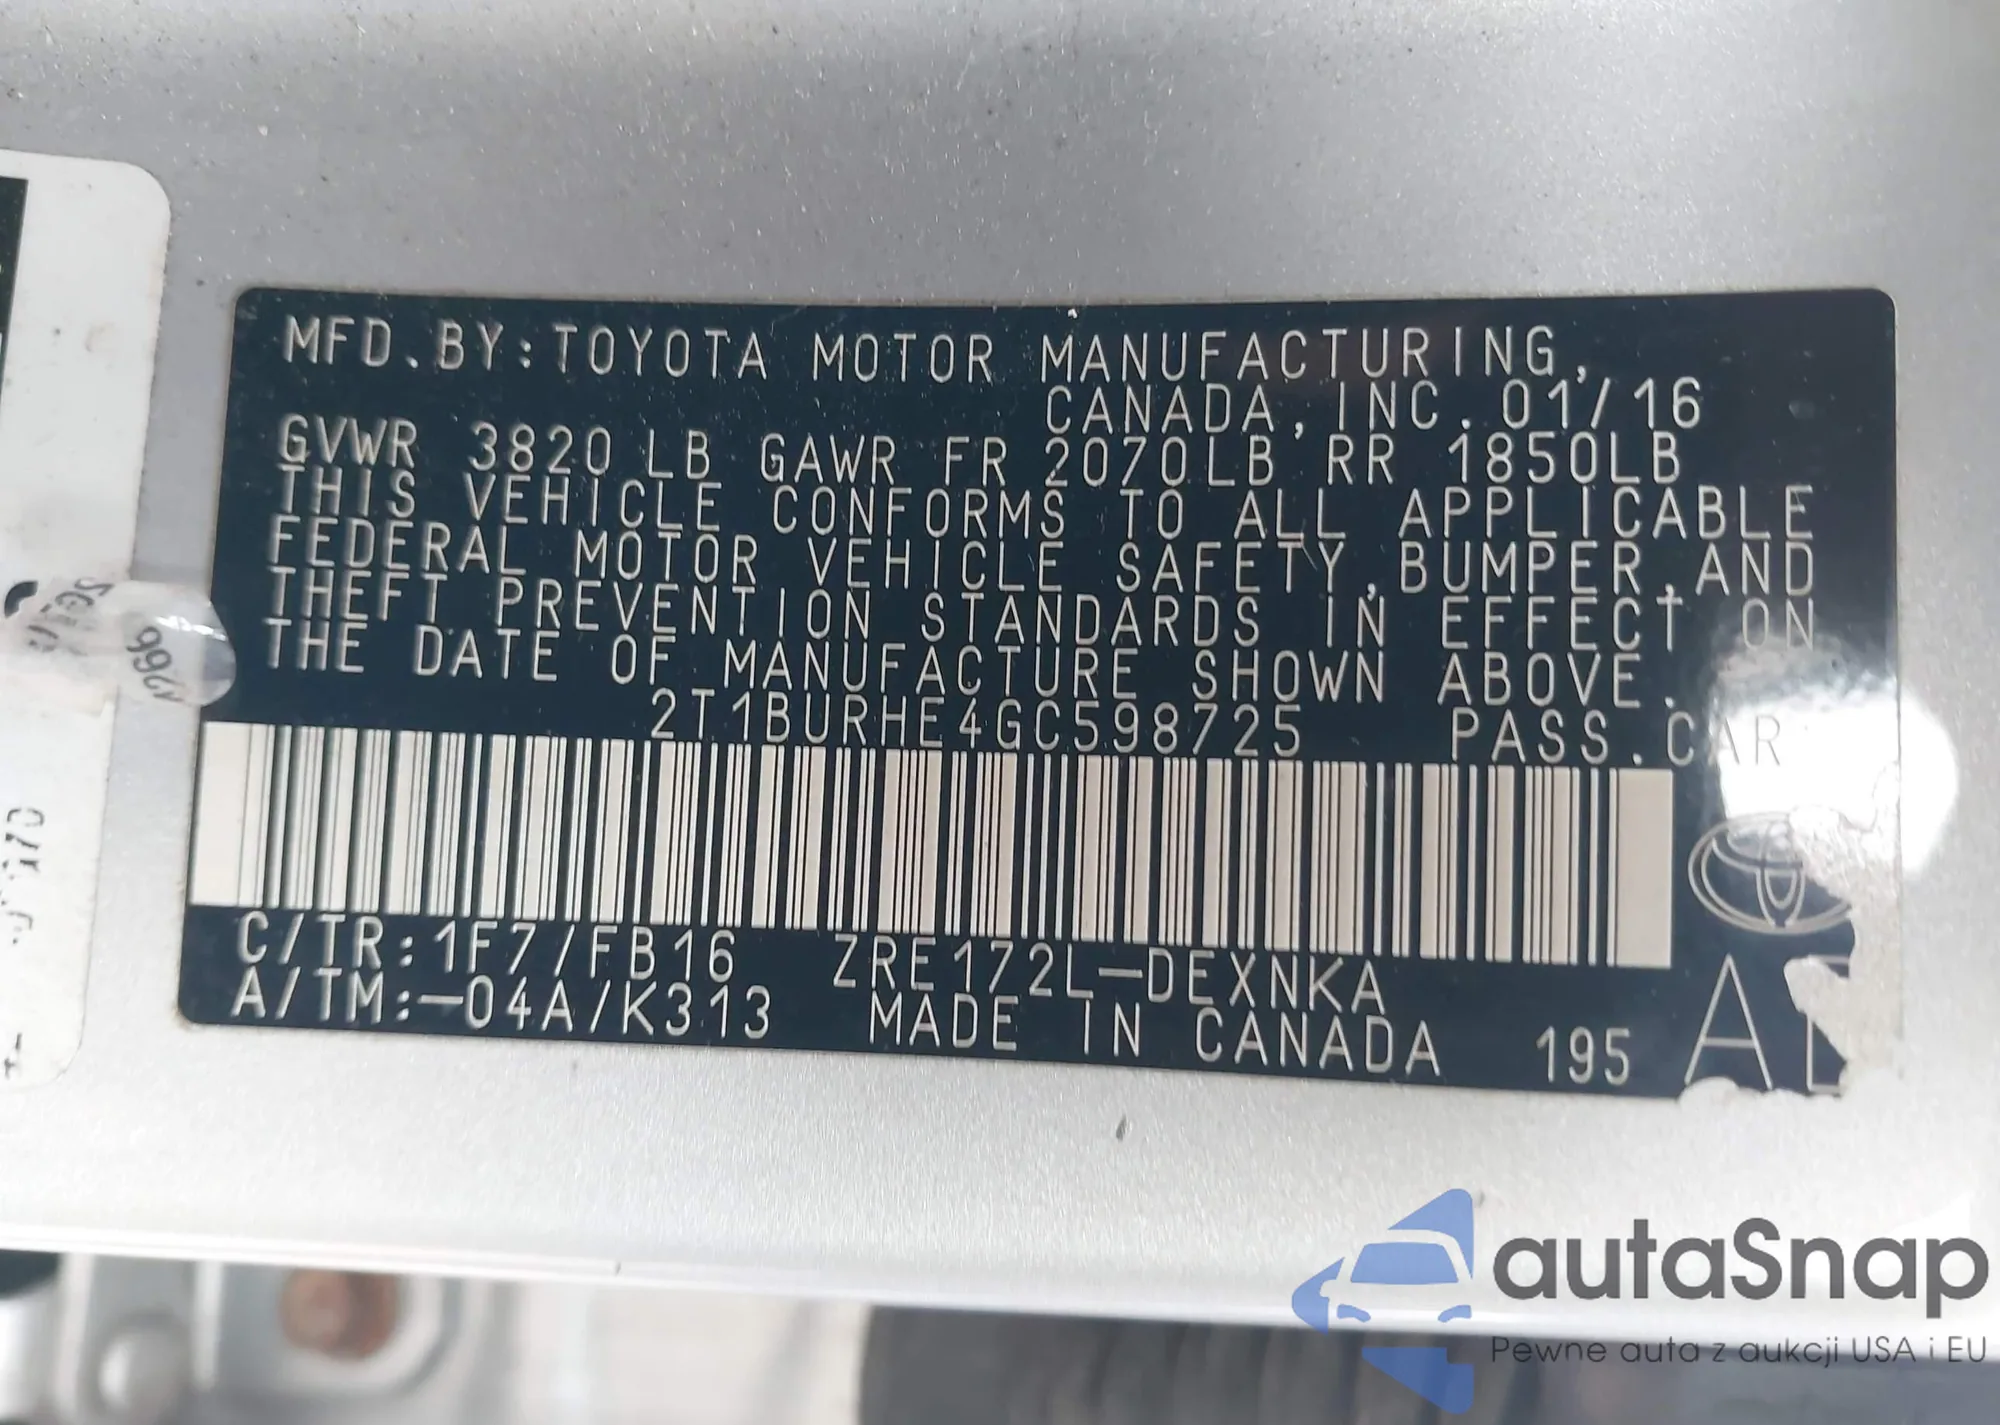 MFD.BY:TOYOTA MOTOR MANUFACTURING,
CANADA,INC. 01/16
GVWR 3820 LB GAWR FR 2070LB RR 1850LB
THIS VEHICLE CONFORMS TO ALL APPLICABLE
FEDERAL MOTOR VEHICLE SAFETY,BUMPER,AND
THEFT PREVENTION STANDARDS IN EFFECT ON
THE DATE OF MANUFACTURE SHOWN ABOVE.
2T1BURHE4GC598725 PASS.CAR
C/TR:1F7/FB16 ZRE172L-DEXNKA
A/TM:-04A/K313 MADE IN CANADA 195
1266
autaSnap
Pewne auta z aukcji USA i EU